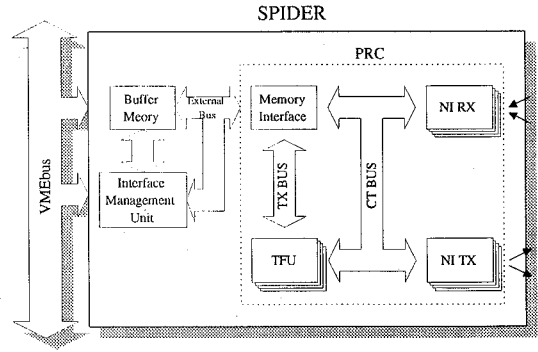 SPIDER
PRC
Buffer
Meory
External
Bus
Memory
Interface
NI RX
VMEbus
Interface
Management
Unit
TX BUS
CT BUS
TFU
NI TX